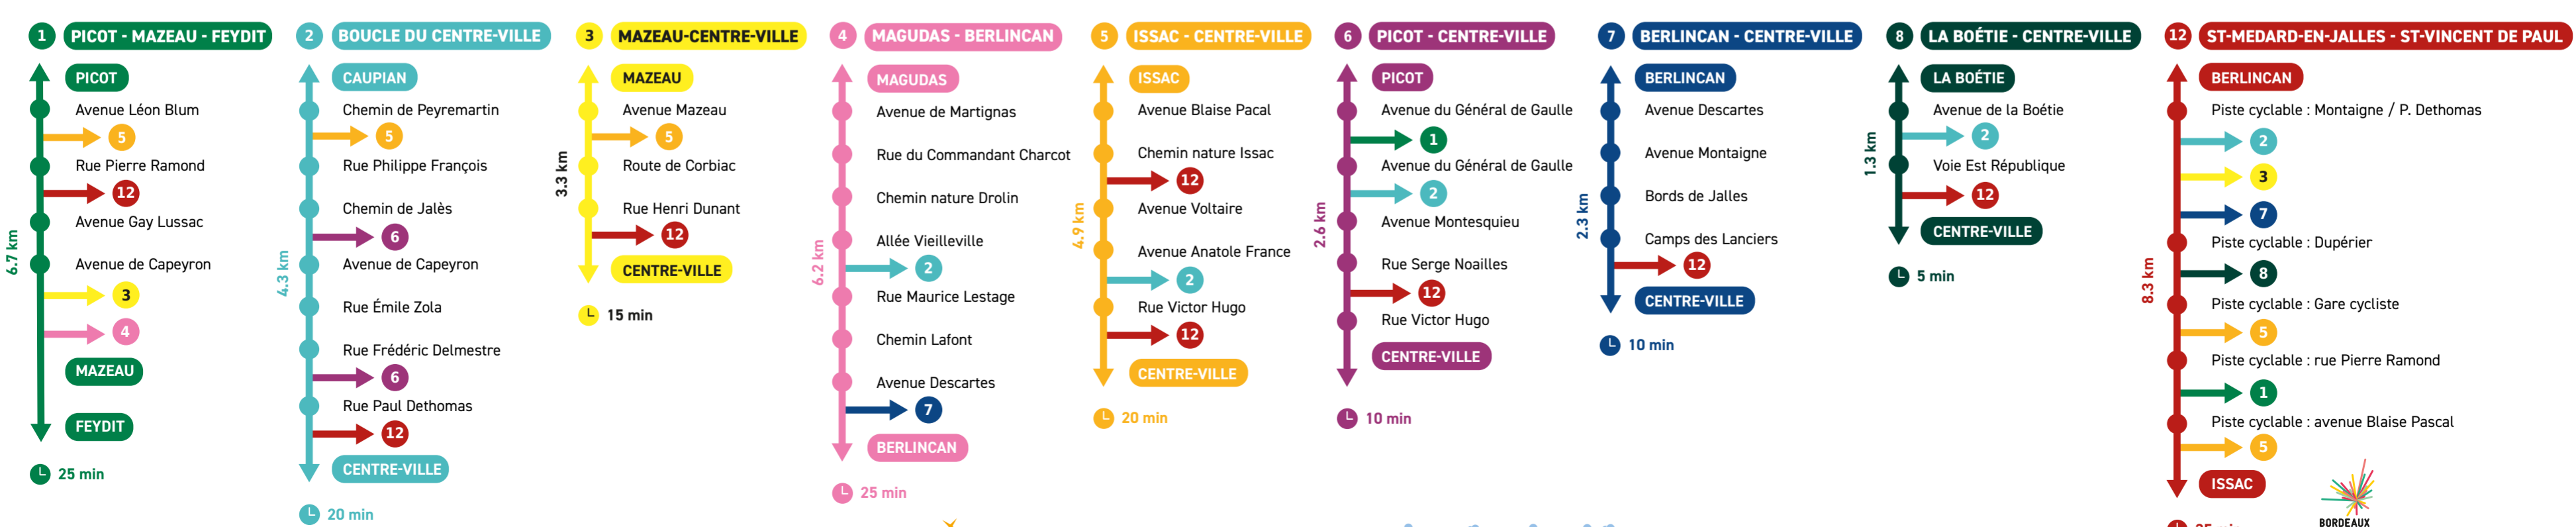 1 PICOT - MAZEAU - FEYDIT
PICOT
Avenue Léon Blum
5
Rue Pierre Ramond
12
Avenue Gay Lussac
Avenue de Capeyron
3
4
MAZEAU
FEYDIT
6.7 km
25 min
2 BOUCLE DU CENTRE-VILLE
CAUPIAN
Chemin de Peyremartin
5
Rue Philippe François
Chemin de Jalès
6
Avenue de Capeyron
Rue Émile Zola
Rue Frédéric Delmestre
6
Rue Paul Dethomas
12
CENTRE-VILLE
4.3 km
20 min
3 MAZEAU-CENTRE-VILLE
MAZEAU
Avenue Mazeau
5
Route de Corbiac
Rue Henri Dunant
12
CENTRE-VILLE
3.3 km
15 min
4 MAGUDAS - BERLINCAN
MAGUDAS
Avenue de Martignas
Rue du Commandant Charcot
Chemin nature Drolin
Allée Vieilleville
2
Rue Maurice Lestage
Chemin Lafont
Avenue Descartes
7
BERLINCAN
6.2 km
25 min
5 ISSAC - CENTRE-VILLE
ISSAC
Avenue Blaise Pacal
Chemin nature Issac
12
Avenue Voltaire
Avenue Anatole France
2
Rue Victor Hugo
12
CENTRE-VILLE
4.9 km
20 min
6 PICOT - CENTRE-VILLE
PICOT
Avenue du Général de Gaulle
1
Avenue du Général de Gaulle
2
Avenue Montesquieu
Rue Serge Noailles
12
Rue Victor Hugo
CENTRE-VILLE
2.6 km
10 min
7 BERLINCAN - CENTRE-VILLE
BERLINCAN
Avenue Descartes
Avenue Montaigne
Bords de Jalles
Camps des Lanciers
12
CENTRE-VILLE
2.3 km
10 min
8 LA BOÉTIE - CENTRE-VILLE
LA BOÉTIE
Avenue de la Boétie
2
Voie Est République
12
CENTRE-VILLE
1.3 km
5 min
12 ST-MEDARD-EN-JALLES - ST-VINCENT DE PAUL
BERLINCAN
Piste cyclable : Montaigne / P. Dethomas
2
3
7
Piste cyclable : Dupérier
8
Piste cyclable : Gare cycliste
5
Piste cyclable : rue Pierre Ramond
1
Piste cyclable : avenue Blaise Pascal
5
ISSAC
8.3 km
BORDEAUX